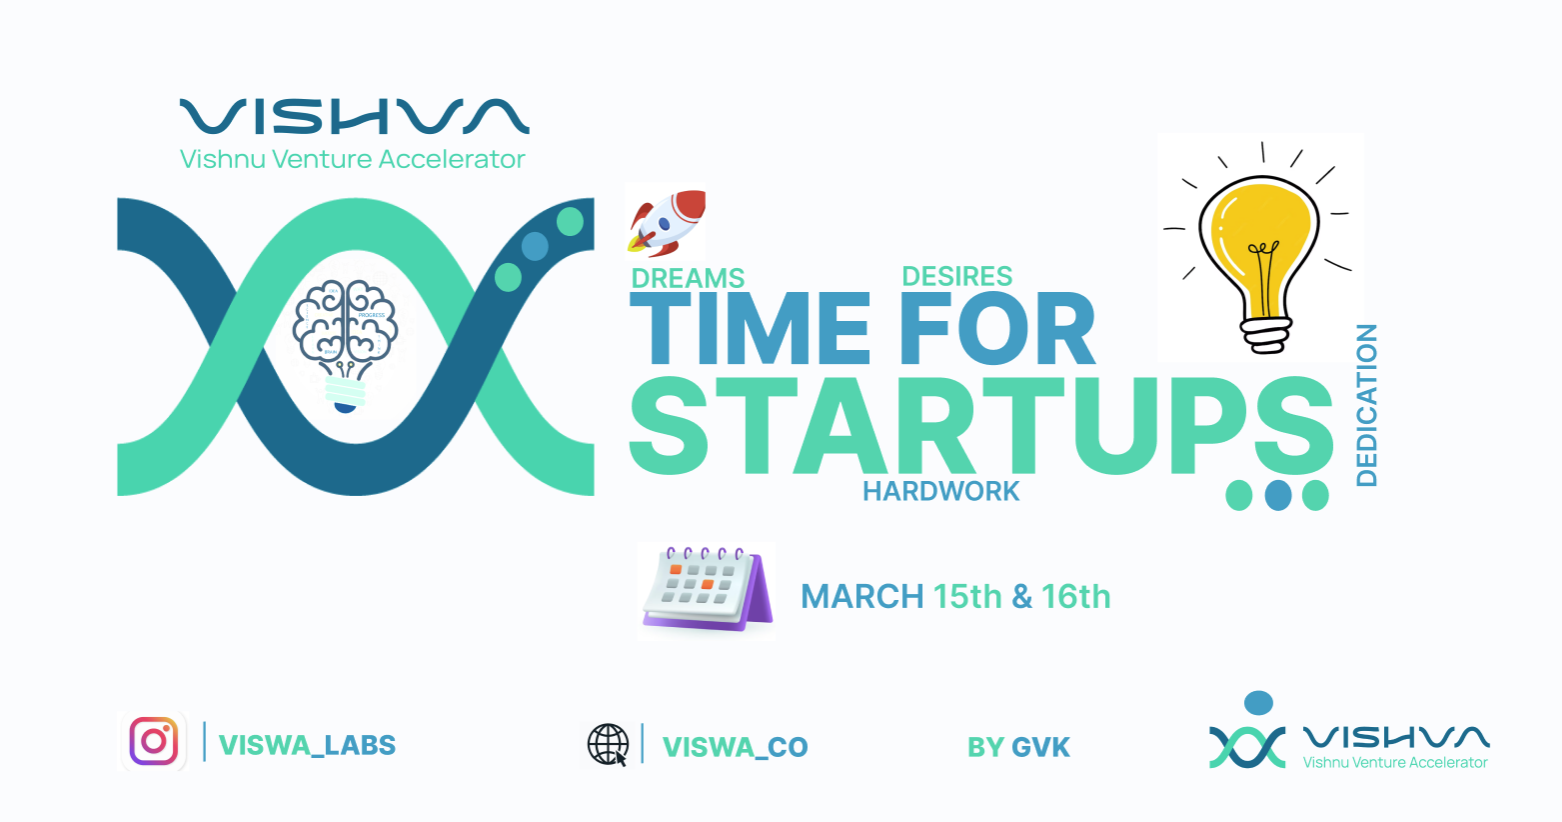 VISHVA
Vishnu Venture Accelerator
PROGRESS
DREAMS
DESIRES
TIME FOR
STARTUPS
DEDICATION
HARDWORK
MARCH 15th & 16th
VISWA_LABS
VISWA_CO
BY GVK
VISHVA
Vishnu Venture Accelerator